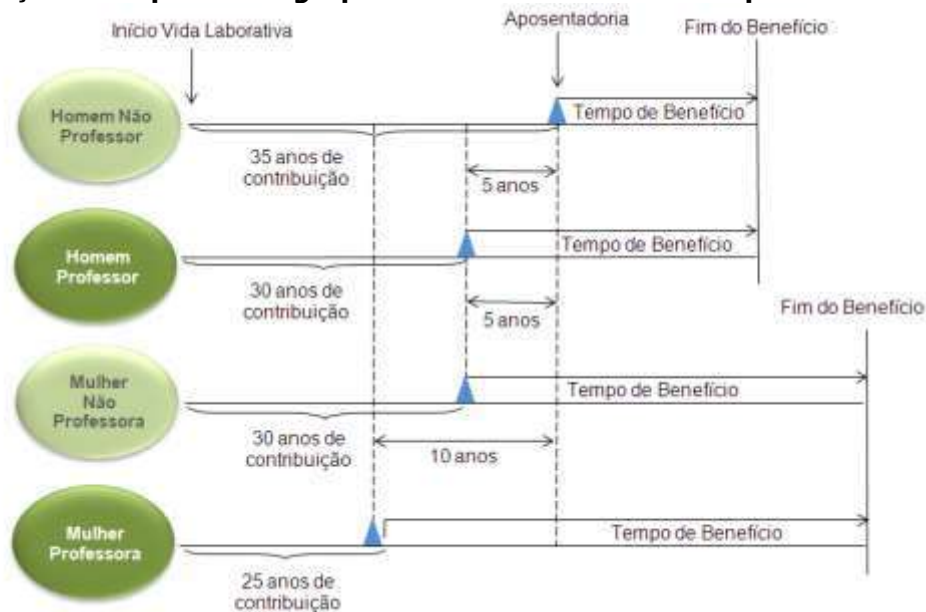 Início Vida Laborativa
Aposentadoria
Fim do Benefício
Homem Não
Professor
Tempo de Benefício
35 anos de
contribuição
5 anos
Homem
Professor
Tempo de Benefício
30 anos de
contribuição
5 anos
Fim do Benefício
Mulher
Não
Professora
Tempo de Benefício
30 anos de
contribuição
10 anos
Mulher
Professora
Tempo de Benefício
25 anos de
contribuição